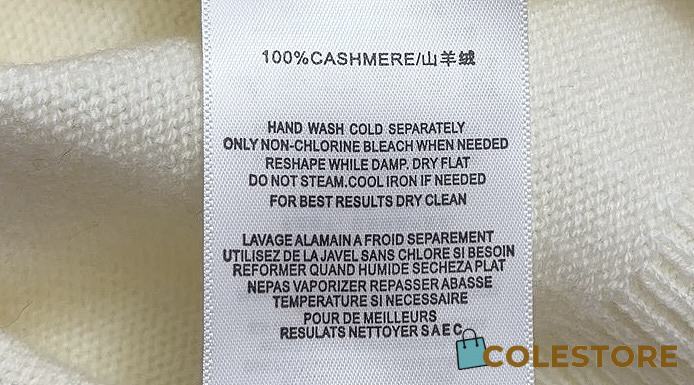 100%CASHMERE/山羊绒
HAND WASH COLD SEPARATELY
ONLY NON-CHLORINE BLEACH WHEN NEEDED
RESHAPE WHILE DAMP. DRY FLAT
DO NOT STEAM.COOL IRON IF NEEDED
FOR BEST RESULTS DRY CLEAN
LAVAGE ALAMAIN A FROID SEPAREMENT
UTILISEZ DE LA JAVEL SANS CHLORE SI BESOIN
REFORMER QUAND HUMIDE SECHEZA PLAT
NEPAS VAPORIZER REPASSER ABASSE
TEMPERATURE SI NECESSAIRE
POUR DE MEILLEURS
RESULATS NETTOYER S A E C
COLESTORE